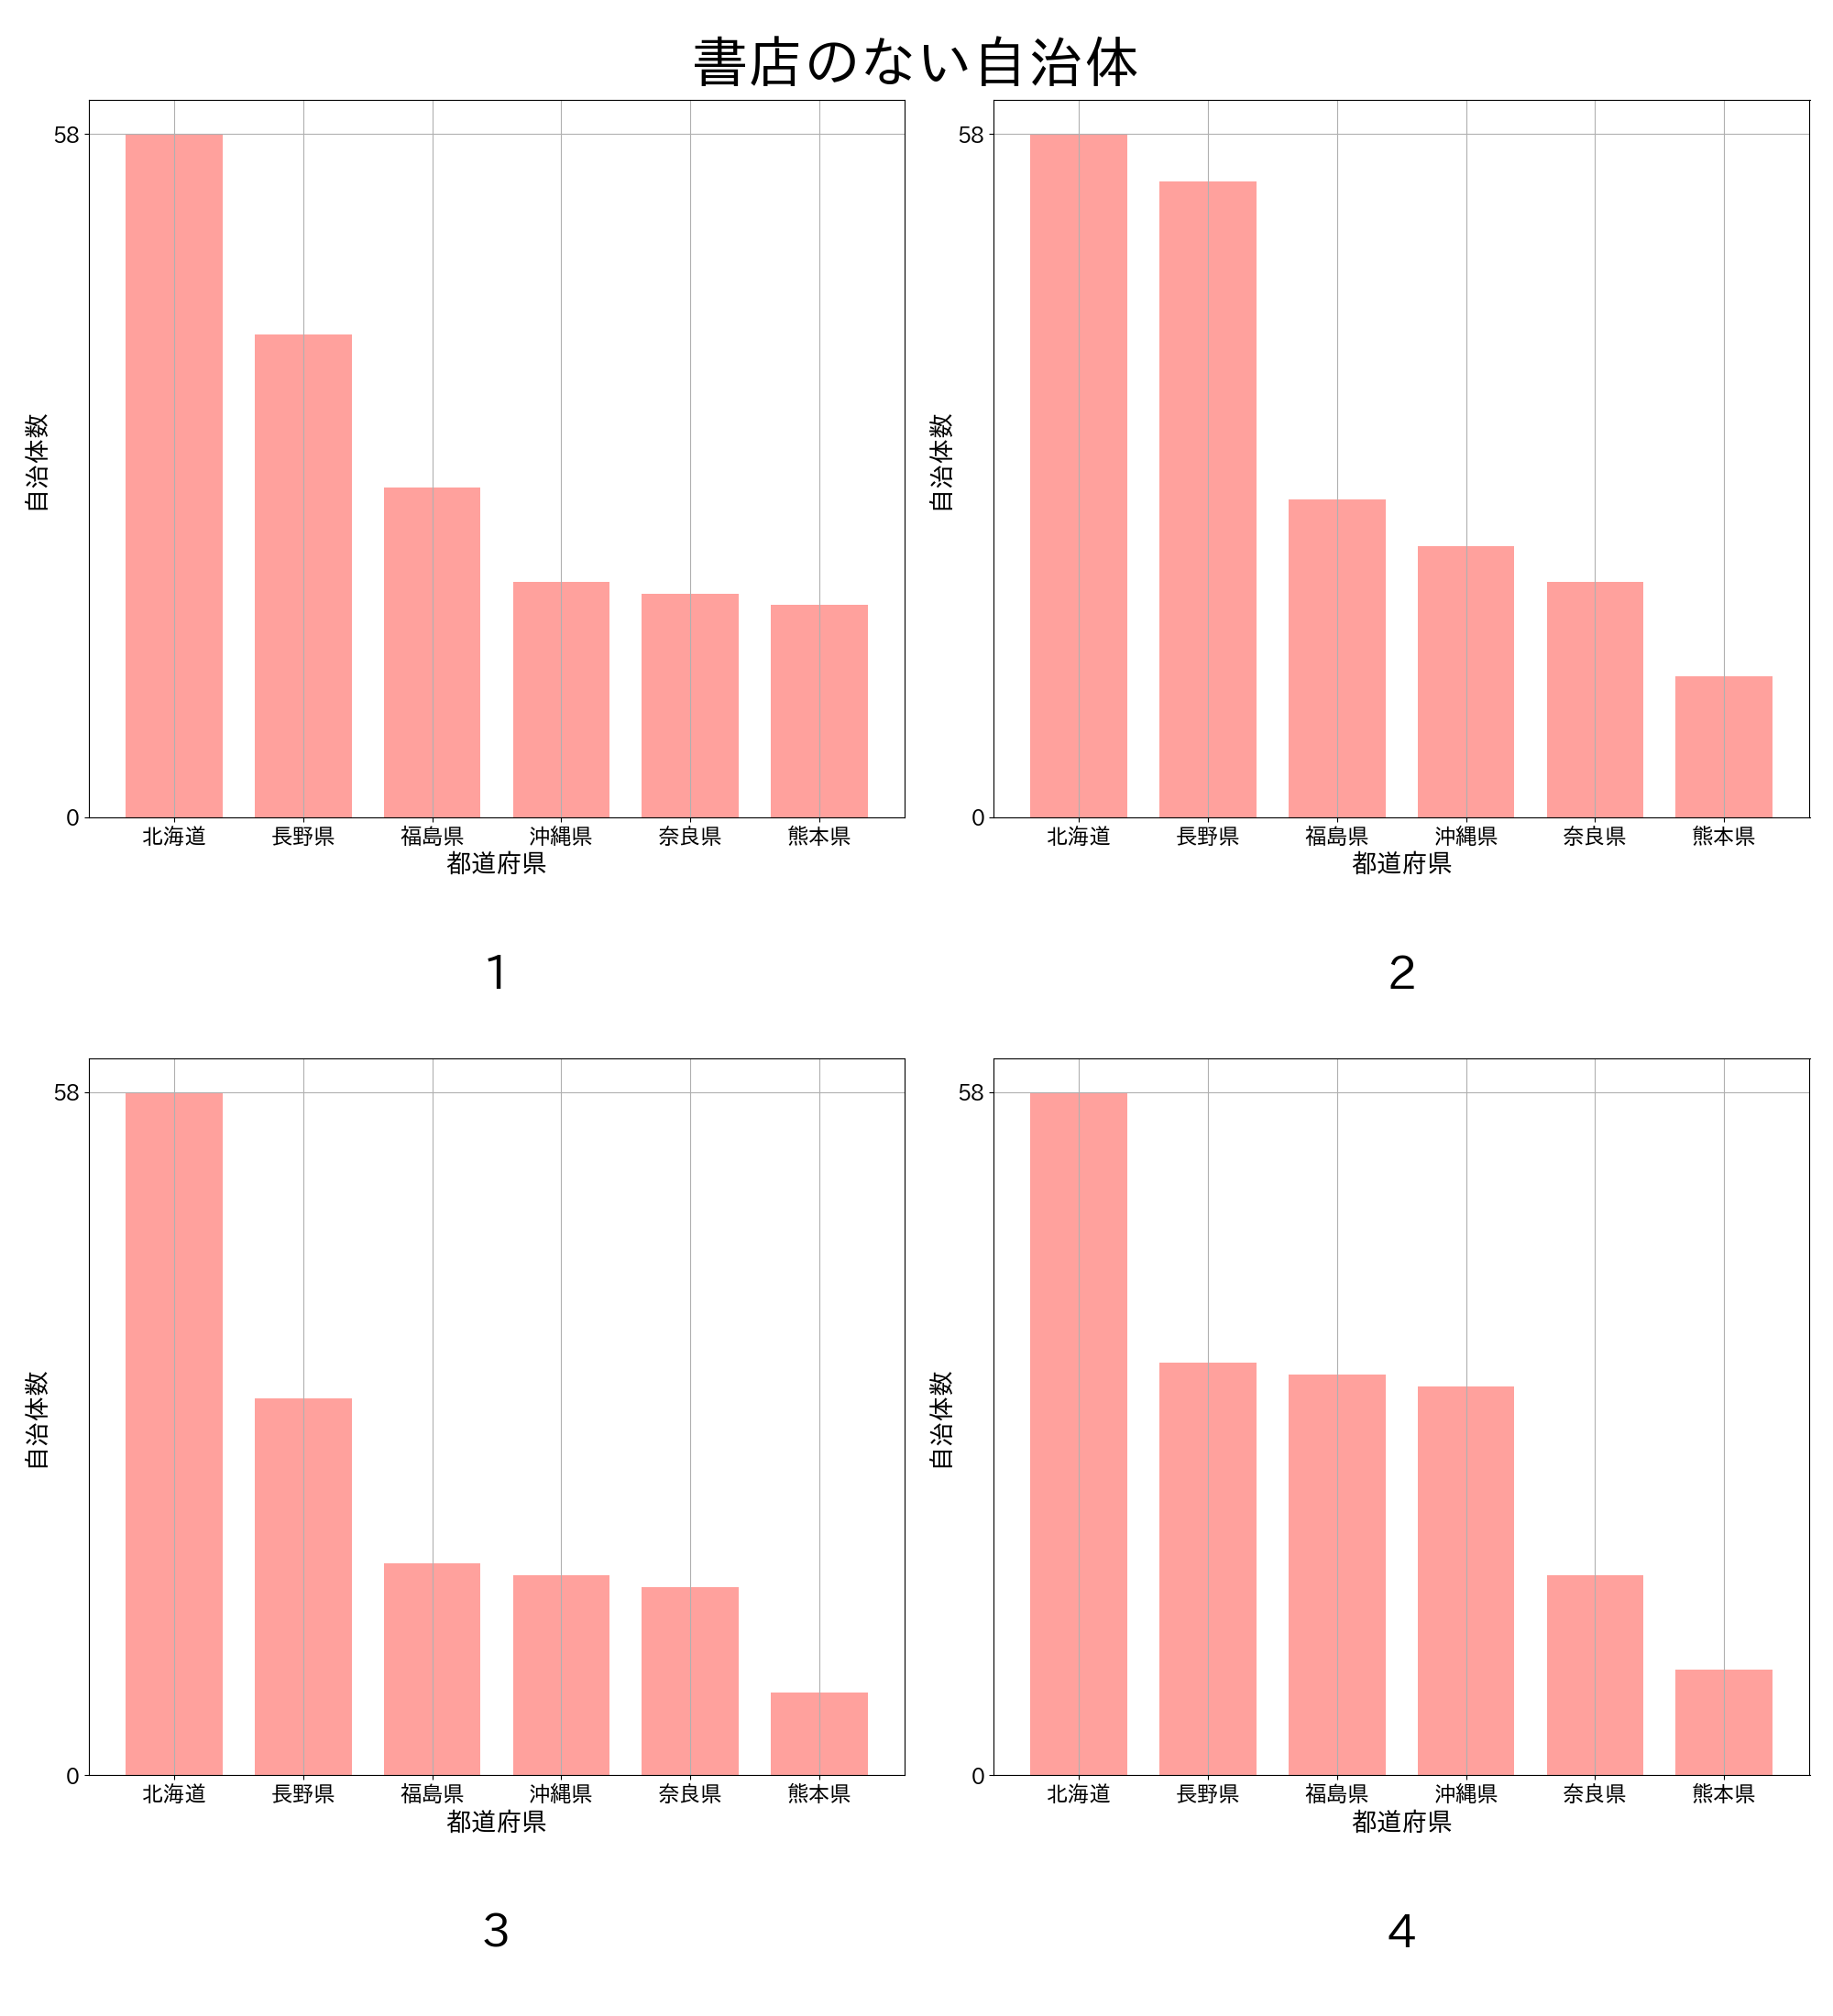 書店のない自治体
58
0
自治体数
北海道 長野県 福島県 沖縄県 奈良県 熊本県
都道府県
1
58
0
自治体数
北海道 長野県 福島県 沖縄県 奈良県 熊本県
都道府県
2
58
0
自治体数
北海道 長野県 福島県 沖縄県 奈良県 熊本県
都道府県
3
58
0
自治体数
北海道 長野県 福島県 沖縄県 奈良県 熊本県
都道府県
4